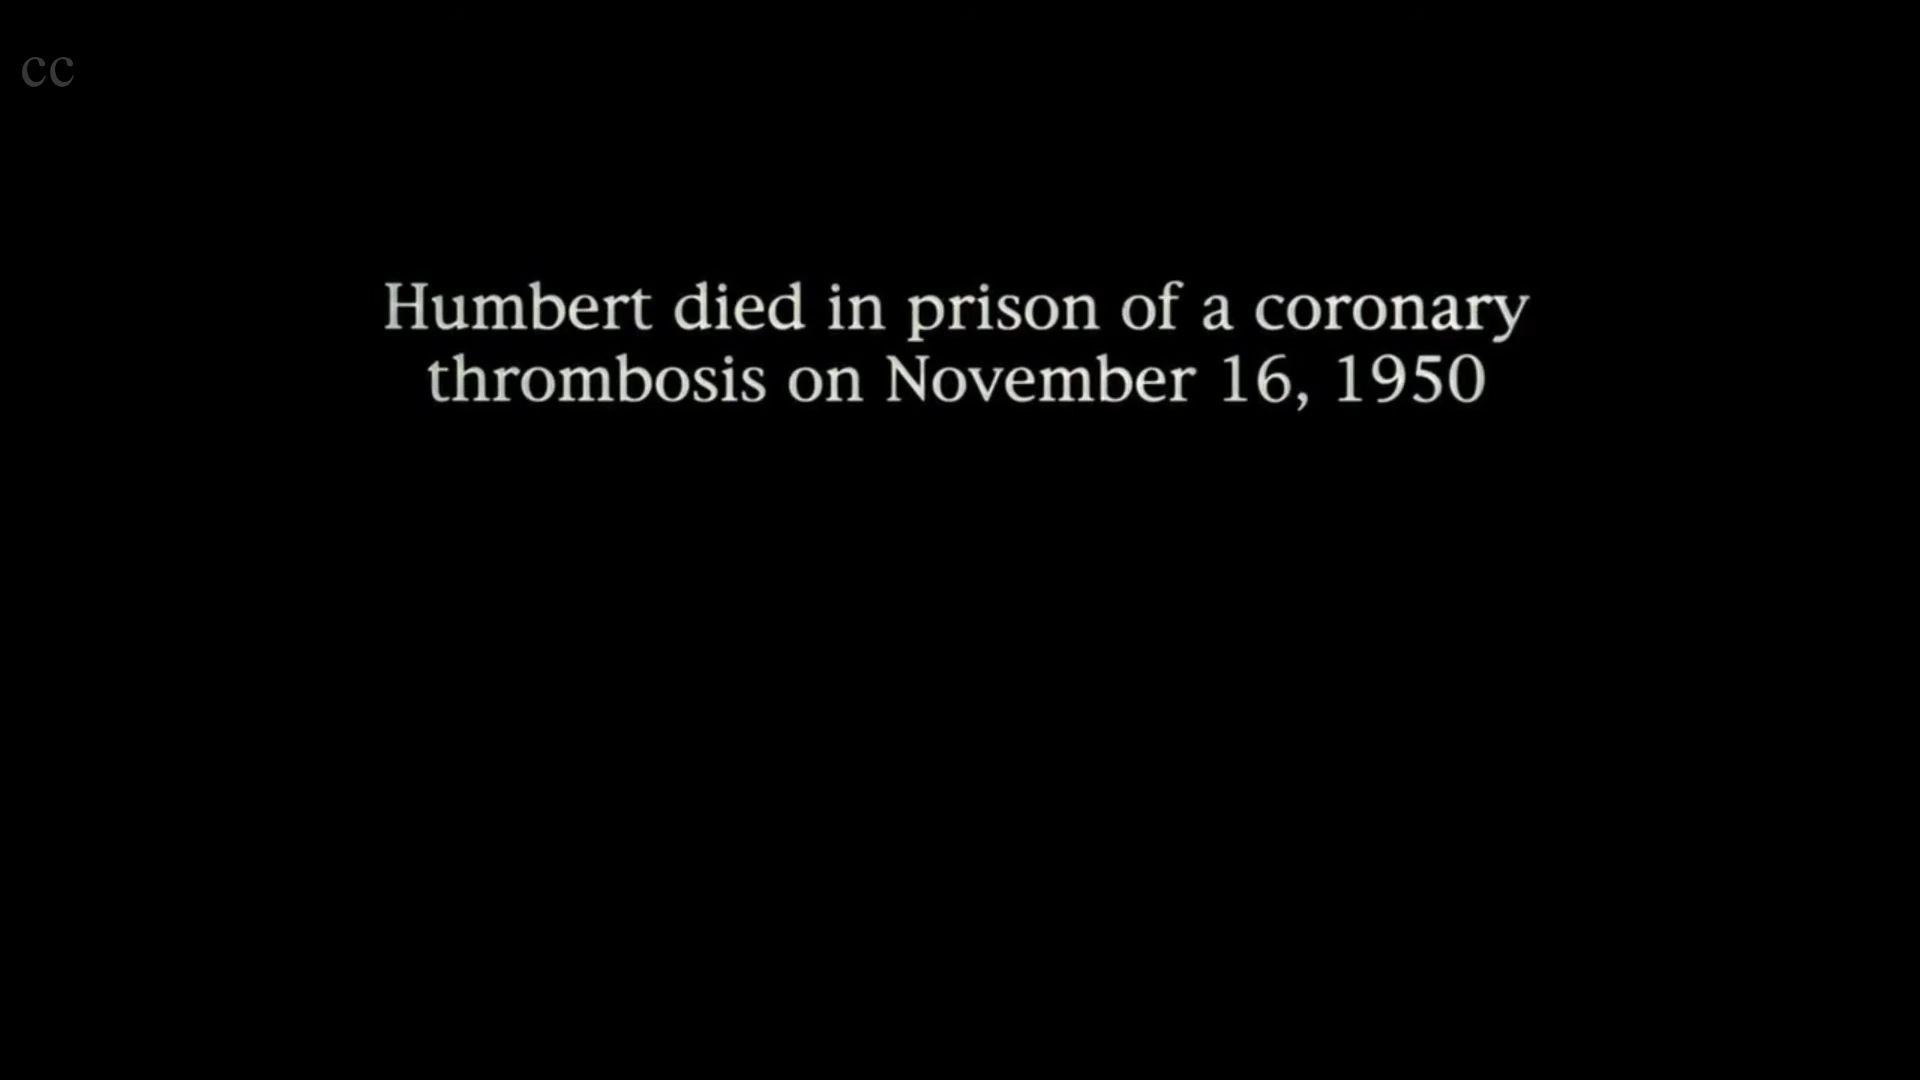 cc
Humbert died in prison of a coronary
thrombosis on November 16, 1950